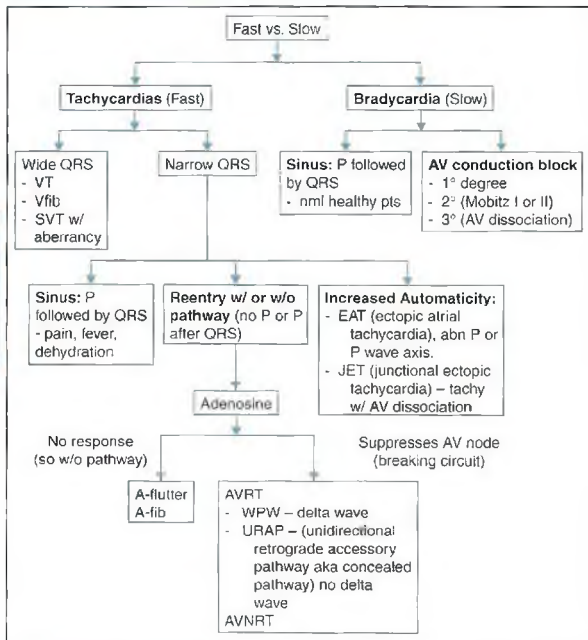 Fast vs. Slow
Tachycardias (Fast)
Bradycardia (Slow)
Wide QRS
- VT
- Vfib
- SVT w/
aberrancy
Narrow QRS
Sinus: P followed
by QRS
- nml healthy pts
AV conduction block
- 1° degree
- 2° (Mobitz I or II)
- 3° (AV dissociation)
Sinus: P
followed by QRS
- pain, fever,
dehydration
Reentry w/ or w/o
pathway (no P or P
after QRS)
Increased Automaticity:
- EAT (ectopic atrial
tachycardia), abn P or
P wave axis.
- JET (junctional ectopic
tachycardia) – tachy
w/ AV dissociation
Adenosine
No response
(so w/o pathway)
Suppresses AV node
(breaking circuit)
A-flutter
A-fib
AVRT
- WPW – delta wave
- URAP – (unidirectional
retrograde accessory
pathway aka concealed
pathway) no delta
wave
AVNRT